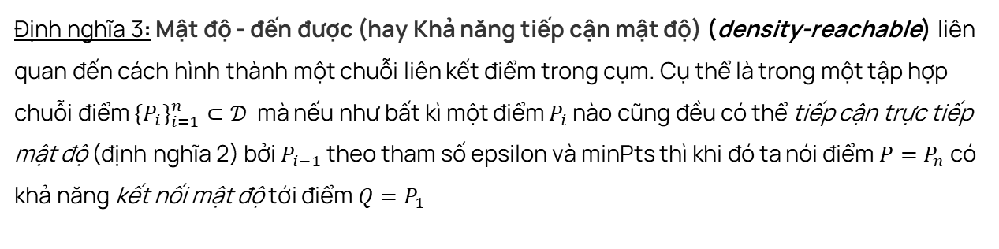 Định nghĩa 3: Mật độ - đến được (hay Khả năng tiếp cận mật độ) (density-reachable) liên
quan đến cách hình thành một chuỗi liên kết điểm trong cụm. Cụ thể là trong một tập hợp
chuỗi điểm {P_i}_{i=1}^n ⊂ 𝒟 mà nếu như bất kì một điểm P_i nào cũng đều có thể tiếp cận trực tiếp
mật độ (định nghĩa 2) bởi P_{i−1} theo tham số epsilon và minPts thì khi đó ta nói điểm P = P_n có
khả năng kết nối mật độ tới điểm Q = P_1